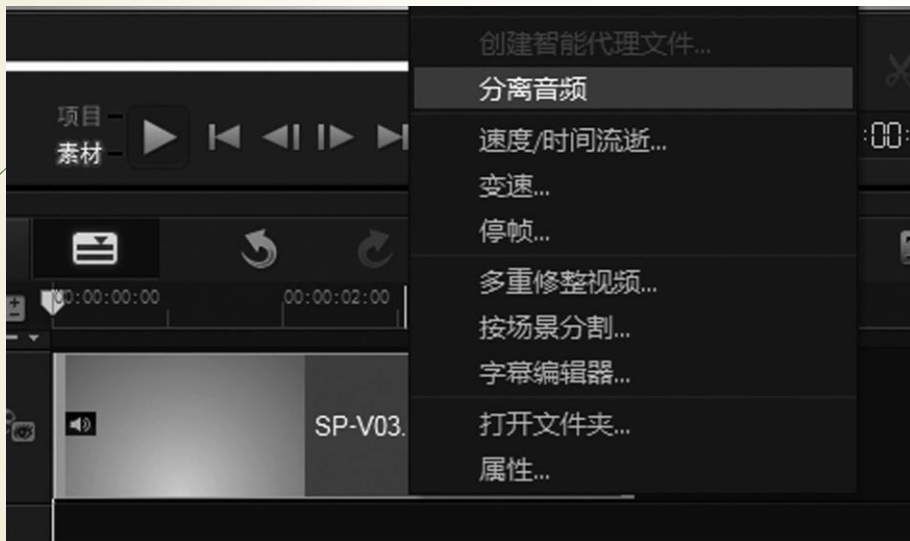 创建智能代理文件...
分离音频
项目
素材
速度/时间流逝...
:00:
变速...
停帧...
00:00:00:00
00:00:02:00
多重修整视频...
按场景分割...
字幕编辑器...
SP-V03.
打开文件夹...
属性...